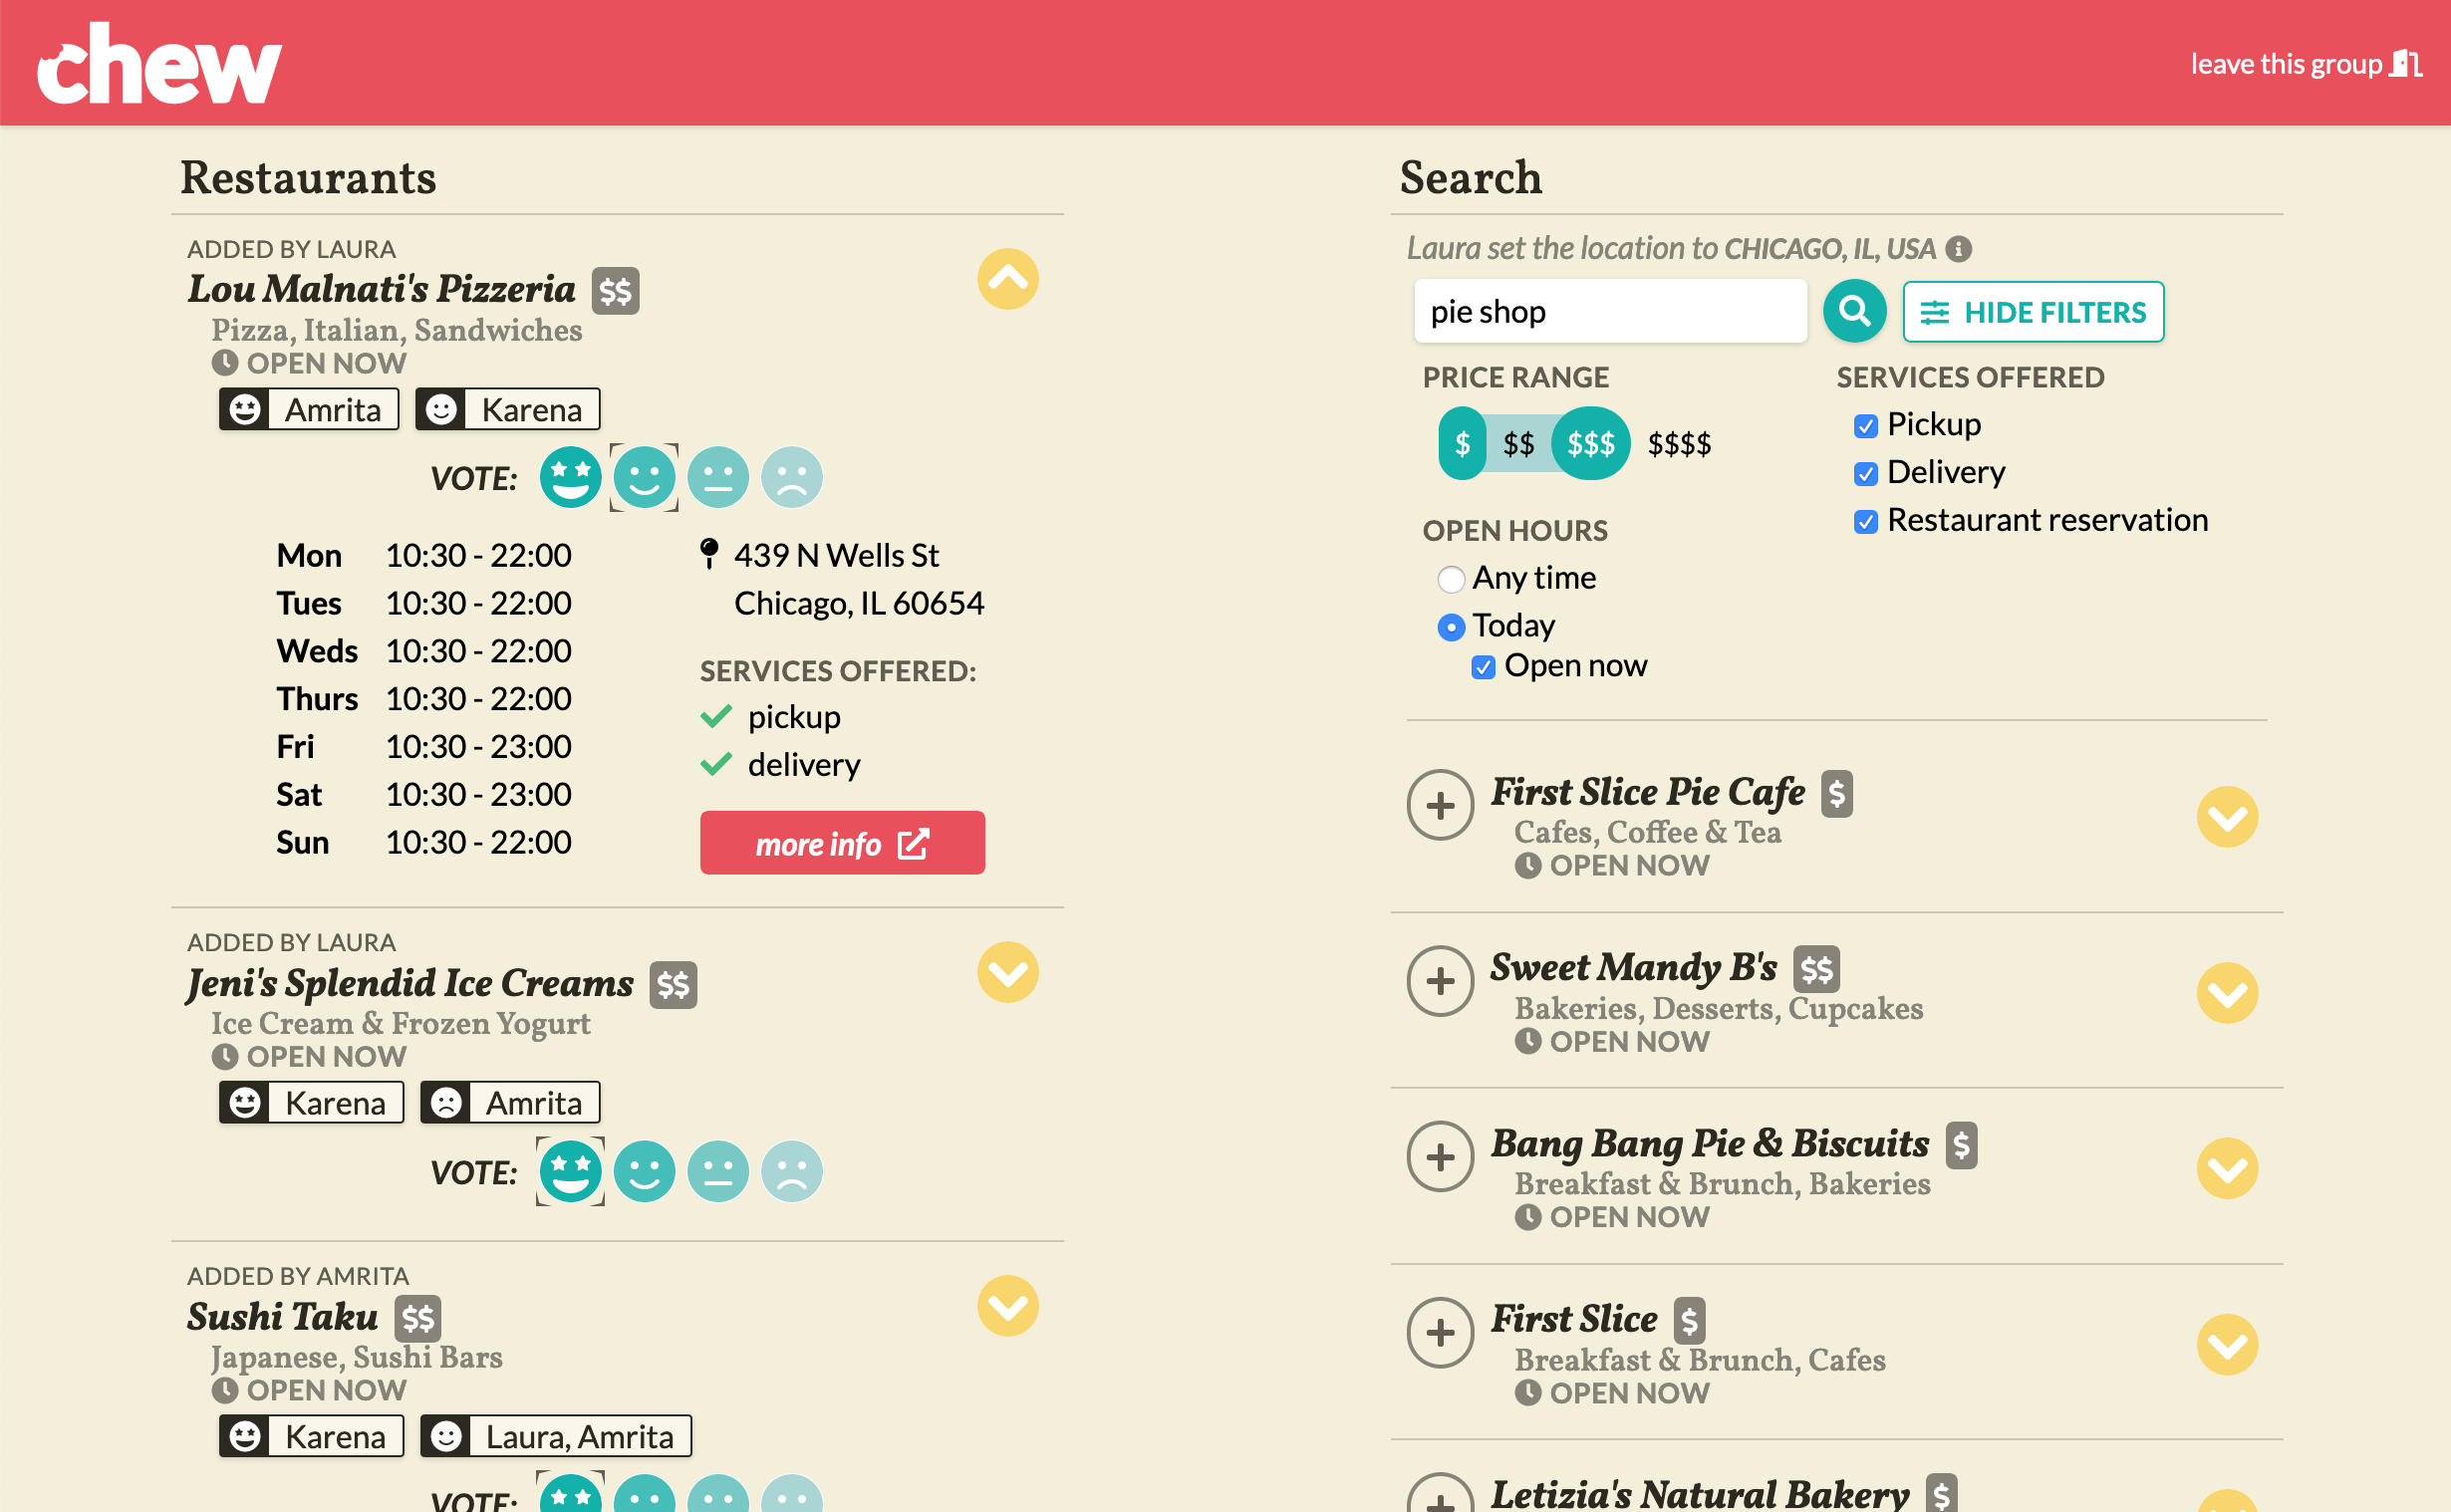 chew
leave this group
Restaurants
ADDED BY LAURA
Lou Malnati's Pizzeria $$
Pizza, Italian, Sandwiches
OPEN NOW
Amrita Karena
VOTE:
Mon 10:30 - 22:00
Tues 10:30 - 22:00
Weds 10:30 - 22:00
Thurs 10:30 - 22:00
Fri 10:30 - 23:00
Sat 10:30 - 23:00
Sun 10:30 - 22:00
439 N Wells St
Chicago, IL 60654
SERVICES OFFERED:
pickup
delivery
more info
ADDED BY LAURA
Jeni's Splendid Ice Creams $$
Ice Cream & Frozen Yogurt
OPEN NOW
Karena Amrita
VOTE:
ADDED BY AMRITA
Sushi Taku $$
Japanese, Sushi Bars
OPEN NOW
Karena Laura, Amrita
VOTE:
Search
Laura set the location to CHICAGO, IL, USA
pie shop
HIDE FILTERS
PRICE RANGE
$ $$ $$$ $$$$
OPEN HOURS
Any time
Today
Open now
SERVICES OFFERED
Pickup
Delivery
Restaurant reservation
First Slice Pie Cafe $
Cafes, Coffee & Tea
OPEN NOW
Sweet Mandy B's $$
Bakeries, Desserts, Cupcakes
OPEN NOW
Bang Bang Pie & Biscuits $
Breakfast & Brunch, Bakeries
OPEN NOW
First Slice $
Breakfast & Brunch, Cafes
OPEN NOW
Letizia's Natural Bakery $